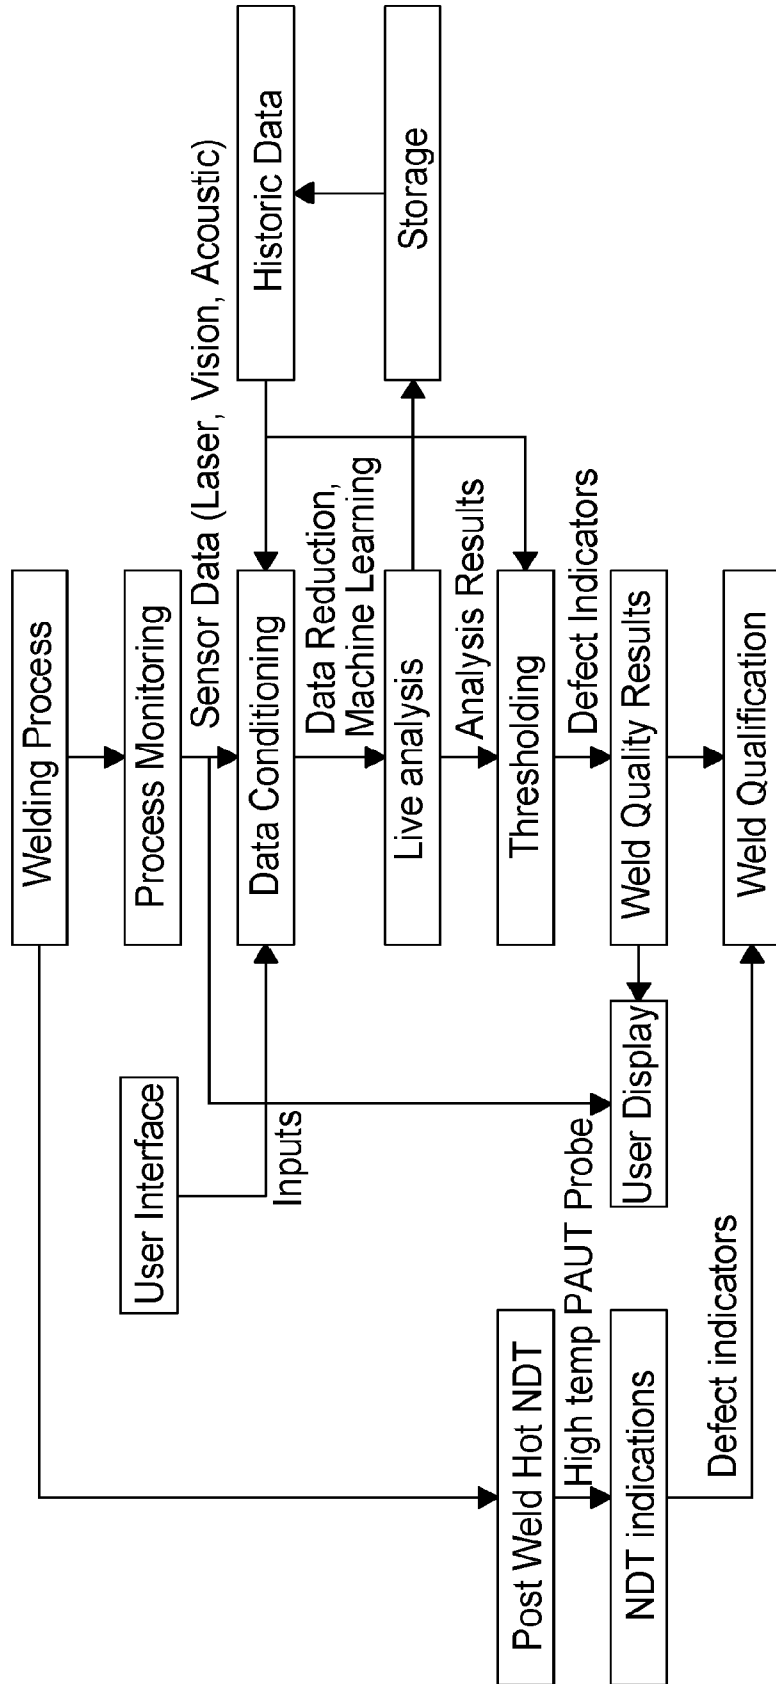 Welding Process
Process Monitoring
Sensor Data (Laser, Vision, Acoustic)
User Interface
Inputs
Data Conditioning
Historic Data
Data Reduction,
Machine Learning
Live analysis
Storage
Analysis Results
Post Weld Hot NDT
Thresholding
High temp PAUT Probe
Defect Indicators
NDT indications
User Display
Weld Quality Results
Defect indicators
Weld Qualification